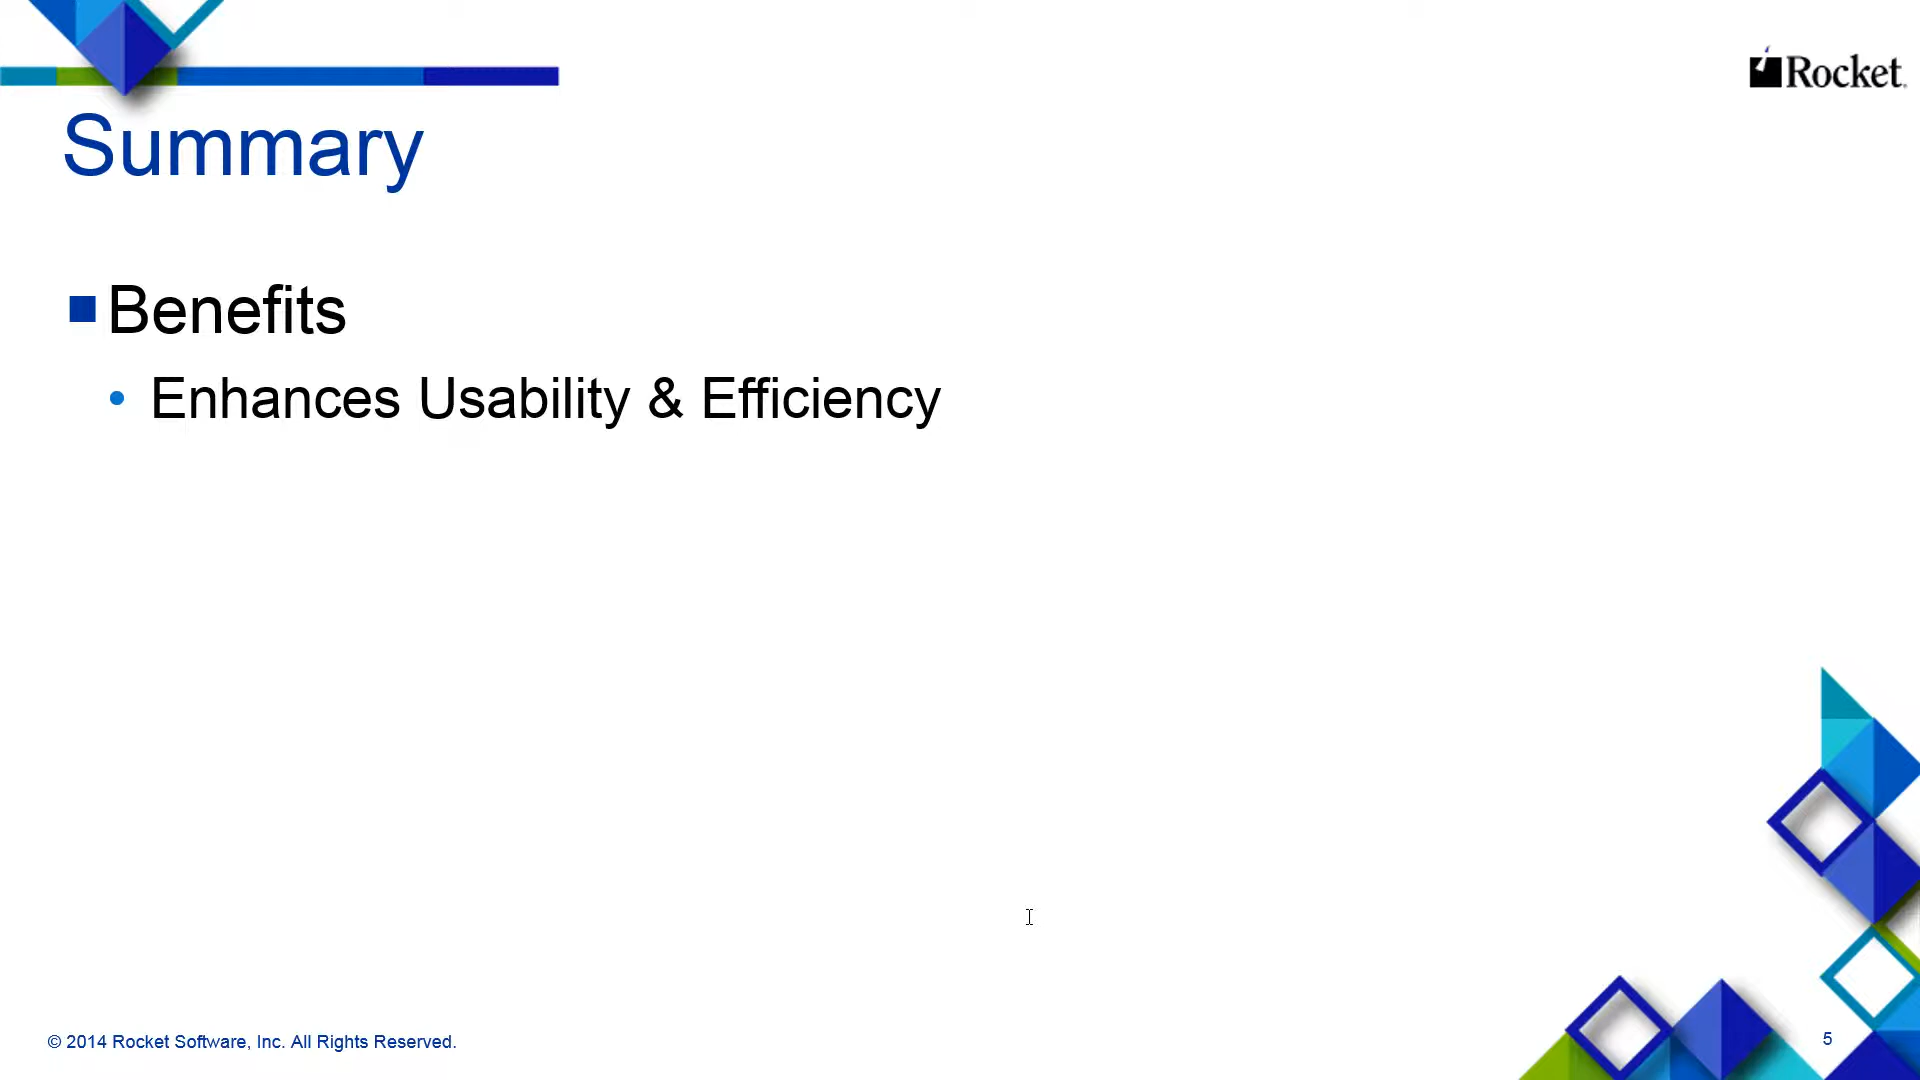 Rocket.
Summary
Benefits
Enhances Usability & Efficiency
© 2014 Rocket Software, Inc. All Rights Reserved.
5